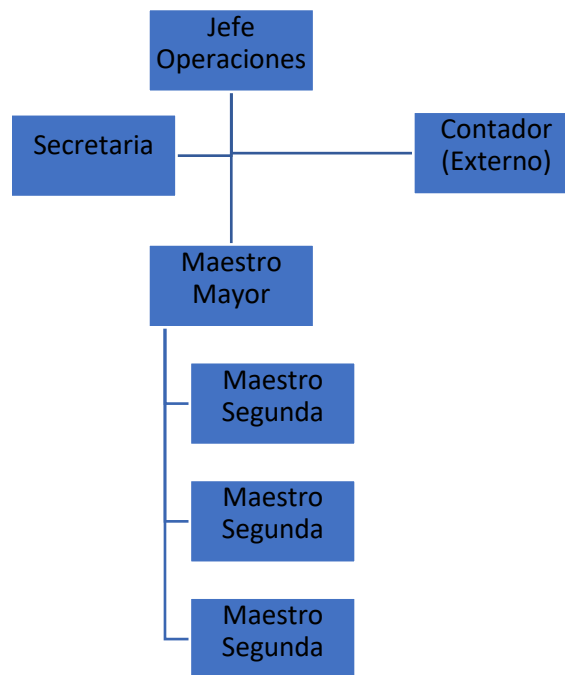 Jefe
Operaciones
Secretaria
Contador
(Externo)
Maestro
Mayor
Maestro
Segunda
Maestro
Segunda
Maestro
Segunda